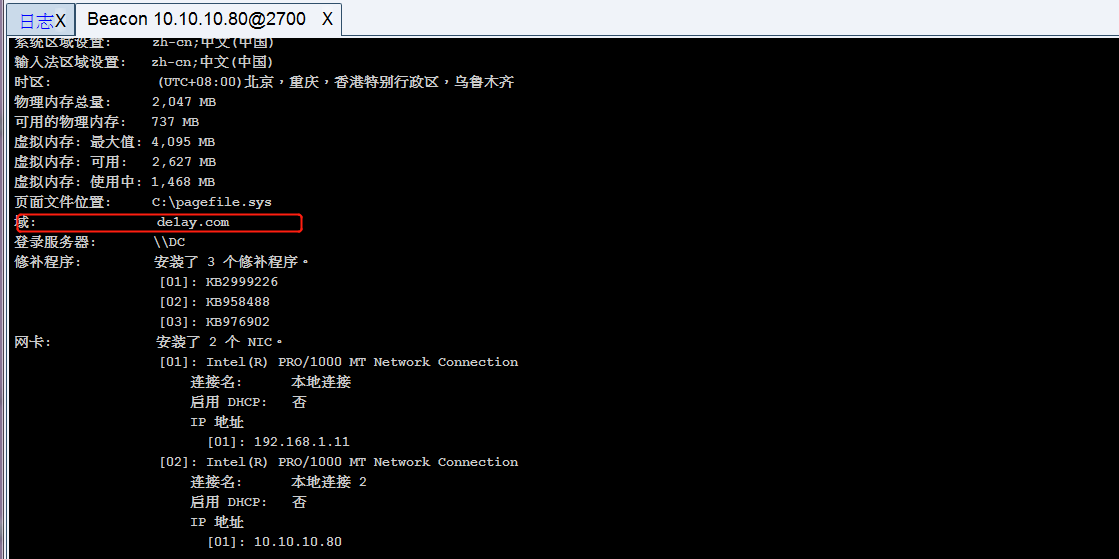 日志X
Beacon 10.10.10.80@2700 X
系统区域设置: zh-cn;中文(中国)
输入法区域设置: zh-cn;中文(中国)
时区: (UTC+08:00)北京，重庆，香港特别行政区，乌鲁木齐
物理内存总量: 2,047 MB
可用的物理内存: 737 MB
虚拟内存: 最大值: 4,095 MB
虚拟内存: 可用: 2,627 MB
虚拟内存: 使用中: 1,468 MB
页面文件位置: C:\pagefile.sys
域: de1ay.com
登录服务器: \\DC
修补程序: 安装了 3 个修补程序。
[01]: KB2999226
[02]: KB958488
[03]: KB976902
网卡: 安装了 2 个 NIC。
[01]: Intel(R) PRO/1000 MT Network Connection
连接名: 本地连接
启用 DHCP: 否
IP 地址
[01]: 192.168.1.11
[02]: Intel(R) PRO/1000 MT Network Connection
连接名: 本地连接 2
启用 DHCP: 否
IP 地址
[01]: 10.10.10.80